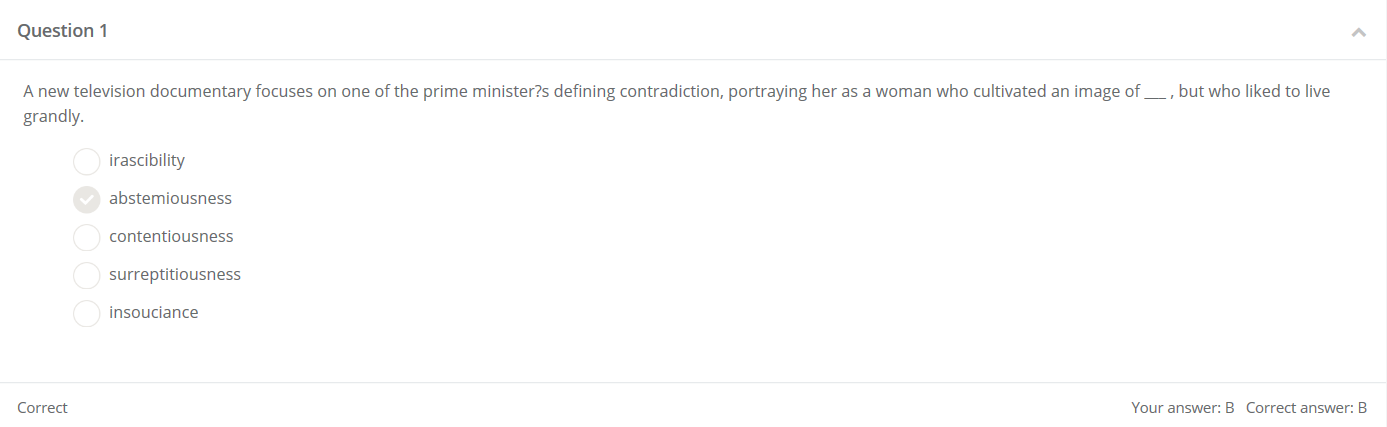 Question 1
A new television documentary focuses on one of the prime minister?s defining contradiction, portraying her as a woman who cultivated an image of ___ , but who liked to live
grandly.
irascibility
abstemiousness
contentiousness
surreptitiousness
insouciance
Correct
Your answer: B Correct answer: B